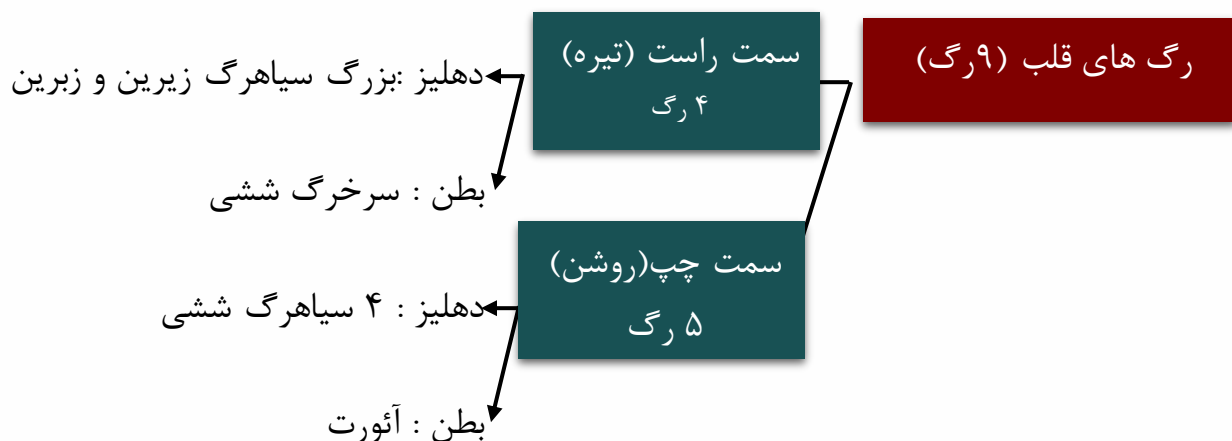 رگ های قلب (۹رگ)
سمت راست (تیره)
۴ رگ
دهلیز :بزرگ سیاهرگ زیرین و زبرین
بطن : سرخرگ ششی
سمت چپ(روشن)
۵ رگ
دهلیز : ۴ سیاهرگ ششی
بطن : آئورت